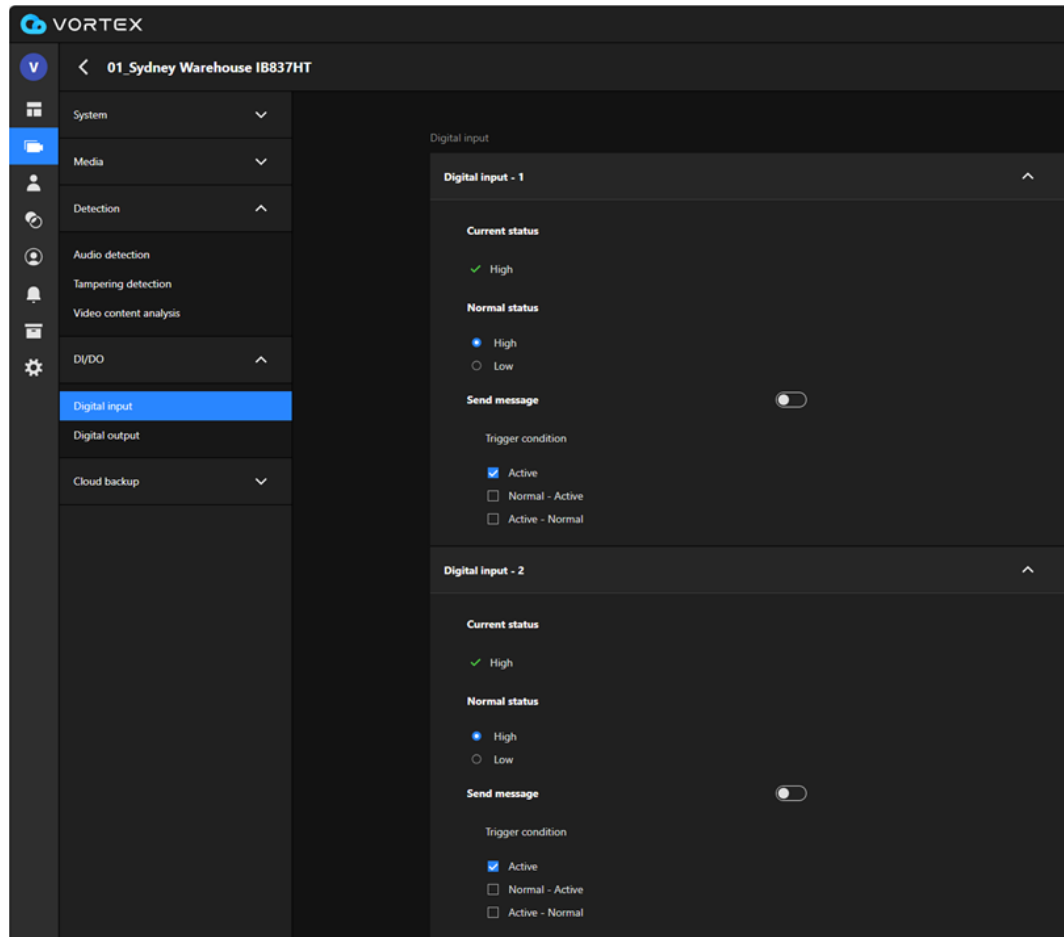 VORTEX
V
01_Sydney Warehouse IB837HT
System
Media
Detection
Audio detection
Tampering detection
Video content analysis
DI/DO
Digital input
Digital output
Cloud backup
Digital input
Digital input - 1
Current status
High
Normal status
High
Low
Send message
Trigger condition
Active
Normal - Active
Active - Normal
Digital input - 2
Current status
High
Normal status
High
Low
Send message
Trigger condition
Active
Normal - Active
Active - Normal